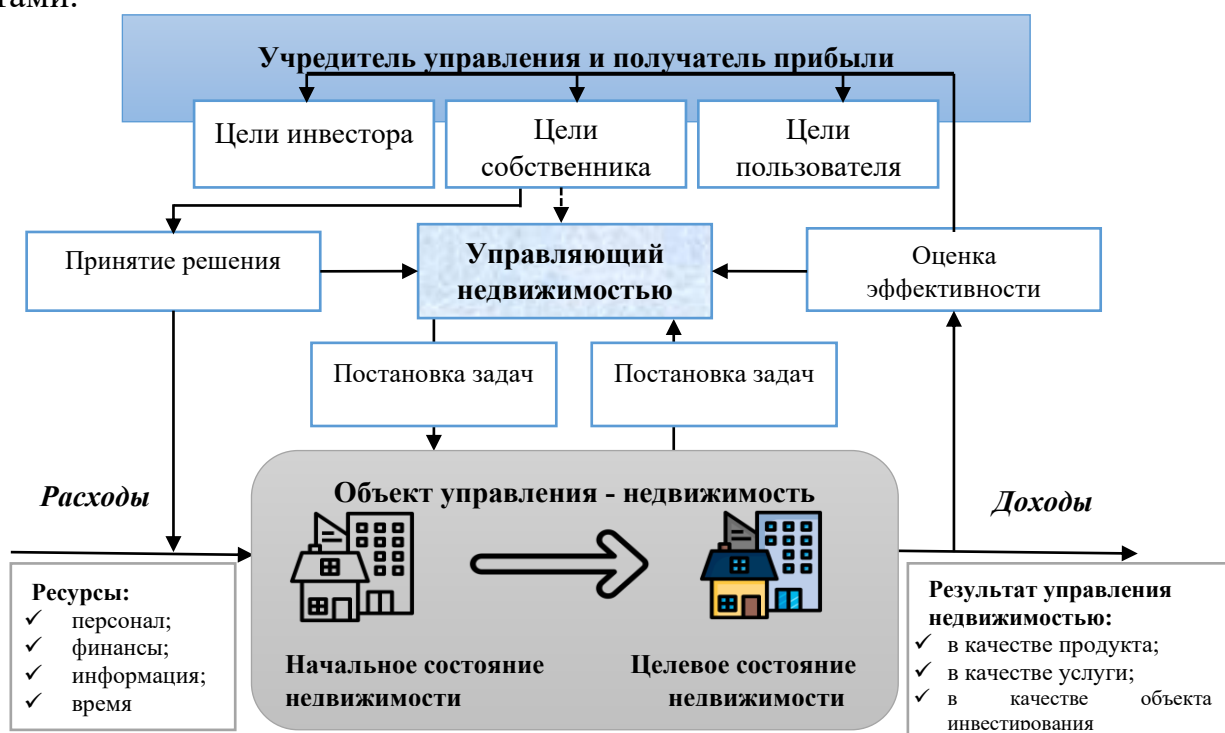 тами.
Учредитель управления и получатель прибыли
Цели инвестора
Цели
собственника
Цели
пользователя
Принятие решения
Управляющий
недвижимостью
Оценка
эффективности
Постановка задач
Постановка задач
Расходы
Объект управления - недвижимость
Доходы
Ресурсы:
✓ персонал;
✓ финансы;
✓ информация;
✓ время
Начальное состояние
недвижимости
Целевое состояние
недвижимости
Результат управления
недвижимостью:
✓ в качестве продукта;
✓ в качестве услуги;
✓ в качестве объекта
инвестирования